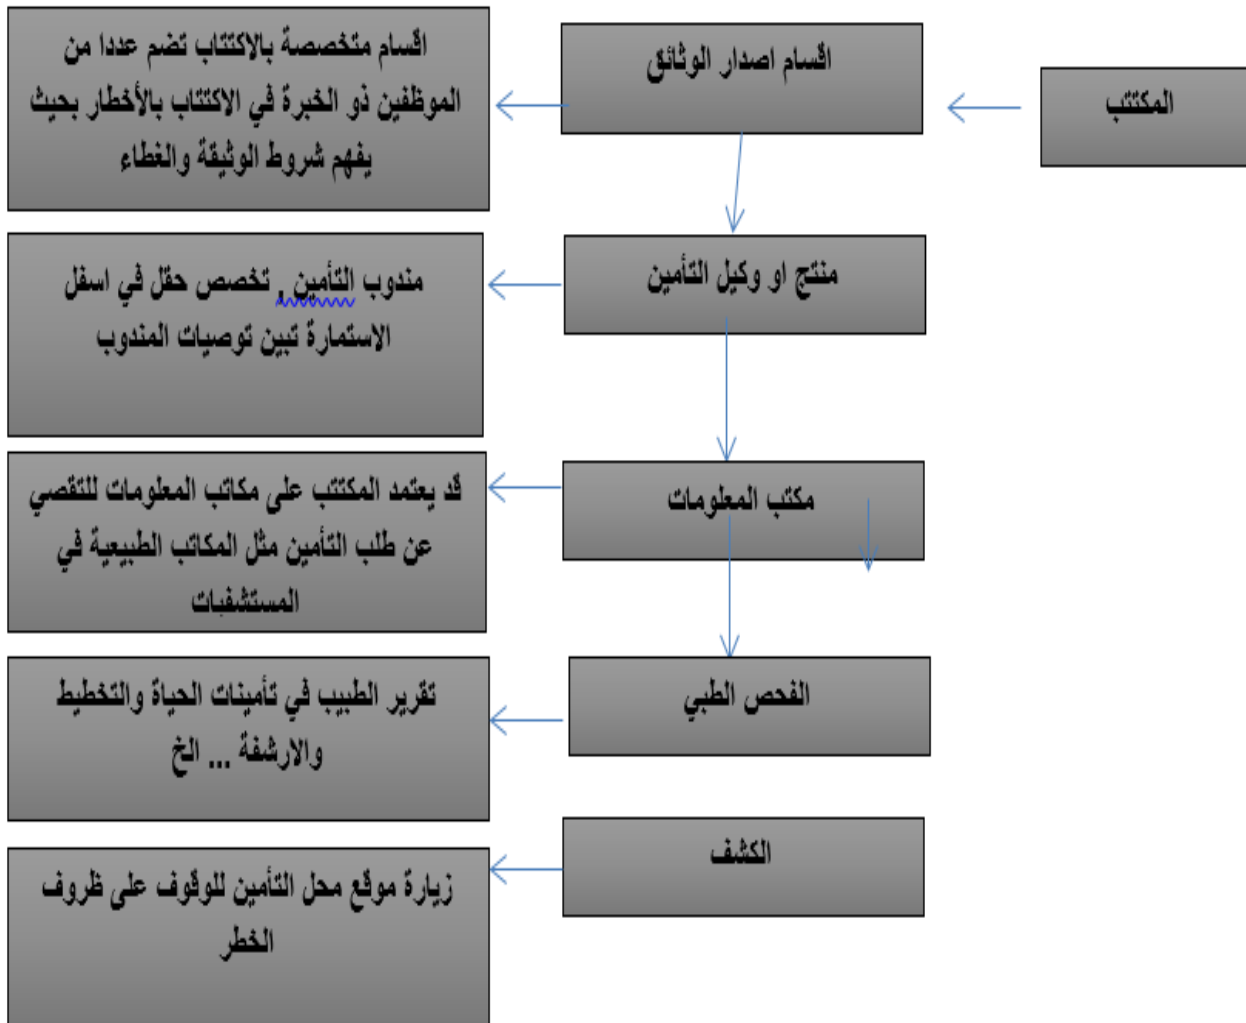 المكتتب
اقسام اصدار الوثائق
اقسام متخصصة بالاكتتاب تضم عددا من
الموظفين ذو الخبرة في الاكتتاب بالأخطار بحيث
يفهم شروط الوثيقة والغطاء
منتج او وكيل التأمين
مندوب التأمين , تخصص حقل في اسفل
الاستمارة تبين توصيات المندوب
مكتب المعلومات
قد يعتمد المكتتب على مكاتب المعلومات للتقصي
عن طلب التأمين مثل المكاتب الطبيعية في
المستشفيات
الفحص الطبي
تقرير الطبيب في تأمينات الحياة والتخطيط
والارشفة ... الخ
الكشف
زيارة موقع محل التأمين للوقوف على ظروف
الخطر